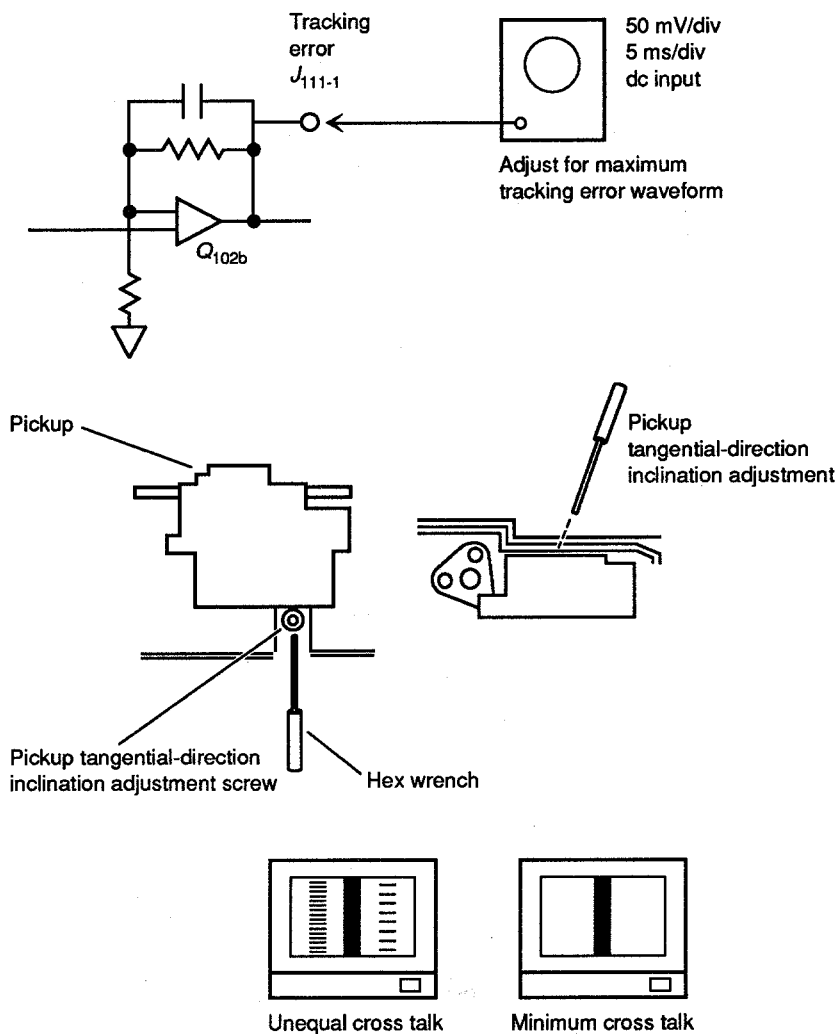 Tracking
error
J111-1
50 mV/div
5 ms/div
dc input
Adjust for maximum
tracking error waveform
Q102b
Pickup
Pickup
tangential-direction
inclination adjustment
Pickup tangential-direction
inclination adjustment screw
Hex wrench
Unequal cross talk
Minimum cross talk